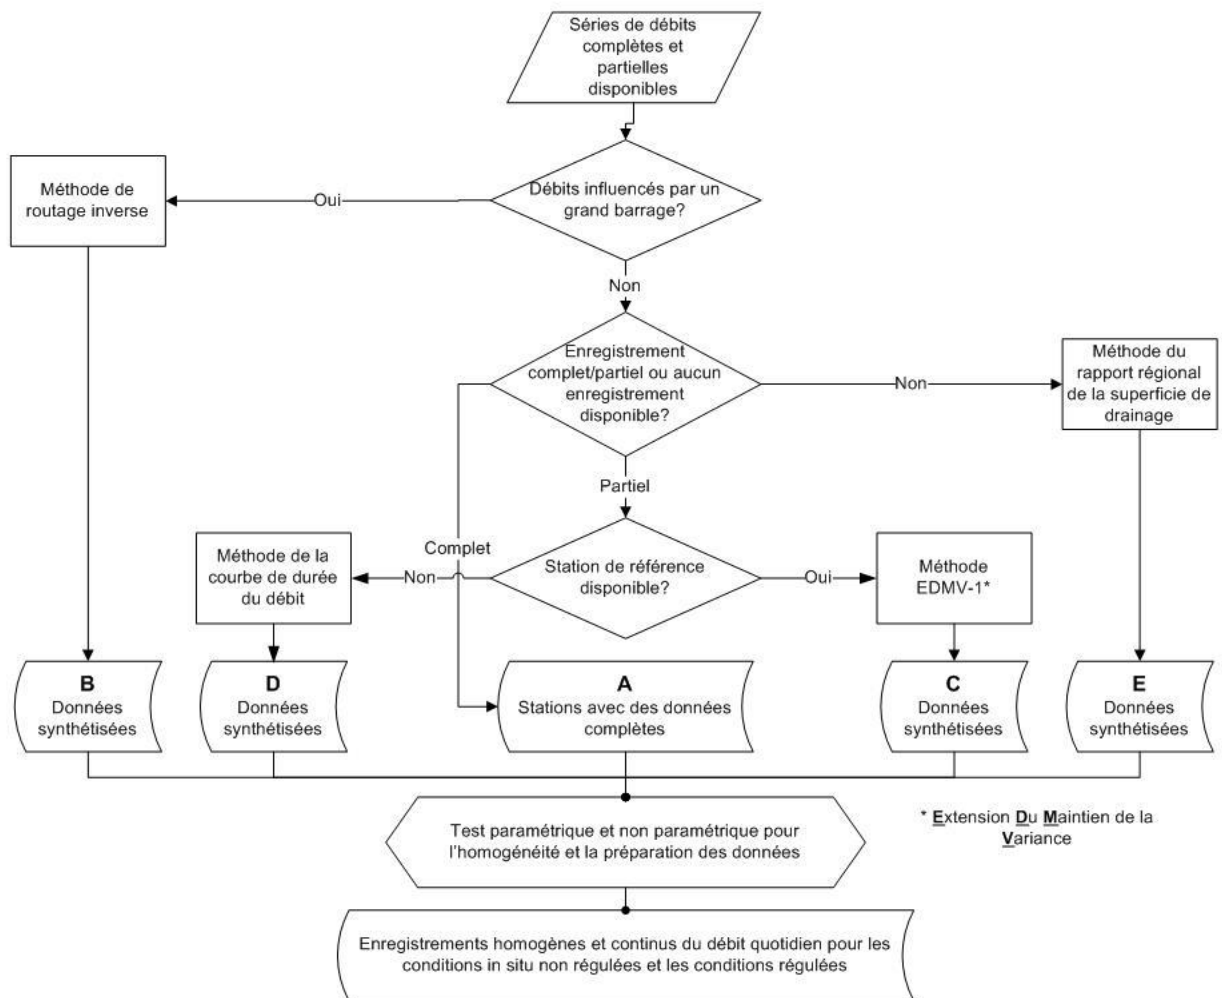 Séries de débits
complètes et
partielles
disponibles
Méthode de
routage inverse
Oui
Débits influencés par un
grand barrage?
Non
Enregistrement
complet/partiel ou aucun
enregistrement
disponible?
Non
Méthode du
rapport régional
de la superficie de
drainage
Partiel
Complet
Méthode de la
courbe de durée
du débit
Non
Station de référence
disponible?
Oui
Méthode
EDMV-1*
B
Données
synthétisées
D
Données
synthétisées
A
Stations avec des données
complètes
C
Données
synthétisées
E
Données
synthétisées
Test paramétrique et non paramétrique pour
l'homogénéité et la préparation des données
* Extension Du Maintien de la
Variance
Enregistrements homogènes et continus du débit quotidien pour les
conditions in situ non régulées et les conditions régulées